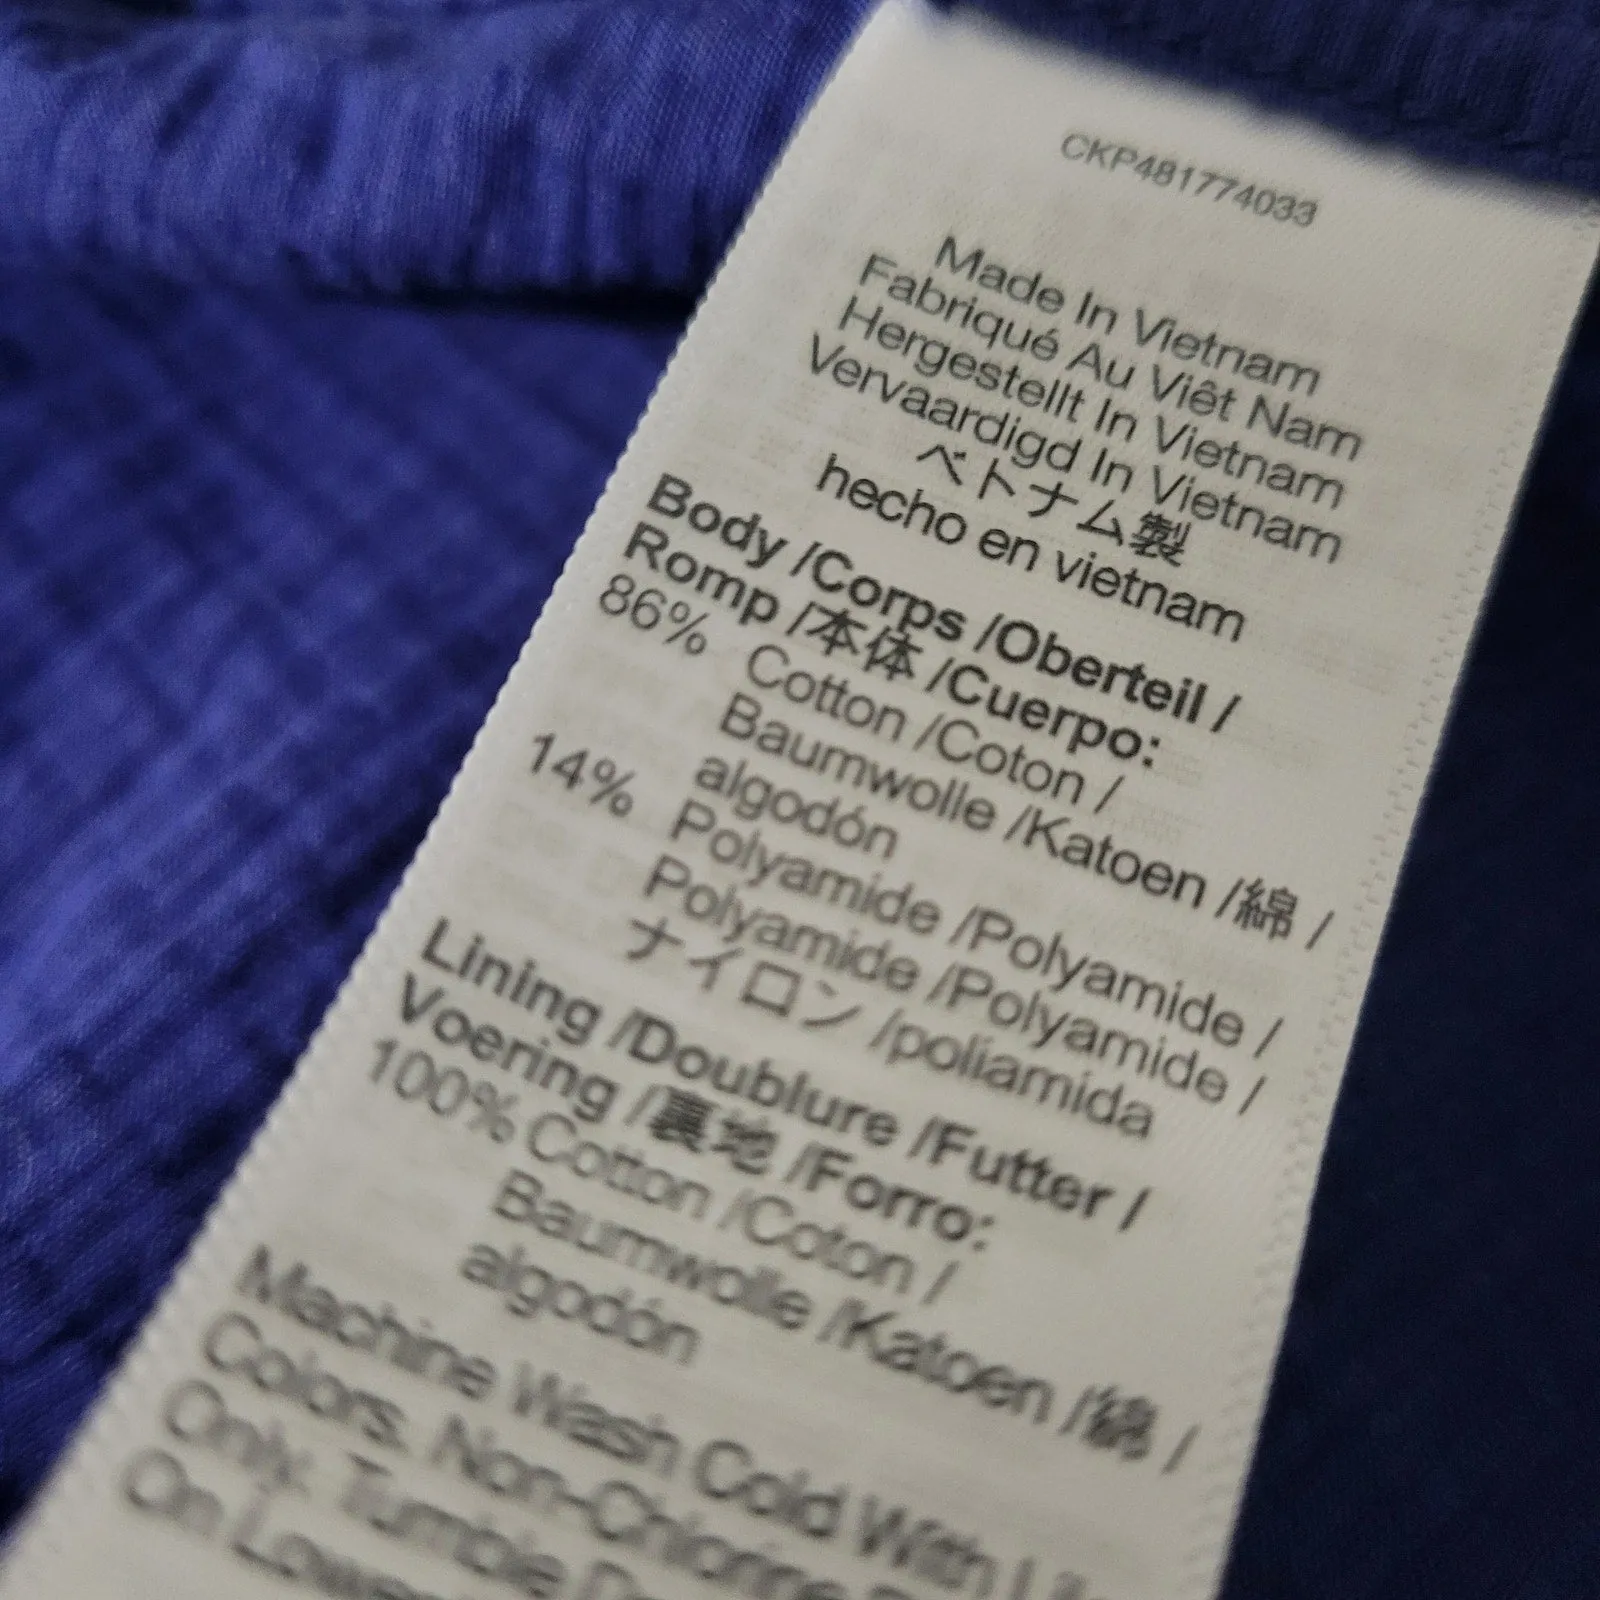 CKP481774033
Made In Vietnam
Fabriqué Au Viêt Nam
Hergestellt In Vietnam
Vervaardigd In Vietnam
ベトナム製
hecho en vietnam
Body /Corps /Oberteil /
Romp /本体 /Cuerpo:
86% Cotton /Coton /
Baumwolle /Katoen /綿 /
algodón
14% Polyamide /Polyamide /
Polyamide /Polyamide /
ナイロン /poliamida
Lining /Doublure /Futter /
Voering /裏地 /Forro:
100% Cotton /Coton /
Baumwolle /Katoen /綿 /
algodón
Machine Wash Cold With
Colors. Non-Chlorine
Only. Tumble
On